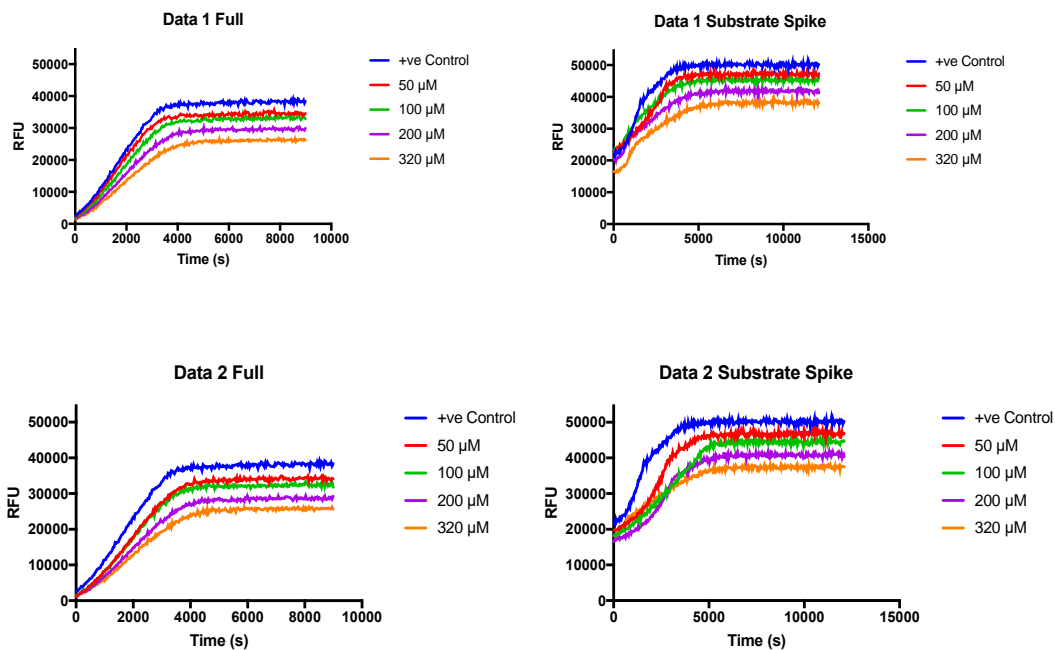 Data 1 Full
RFU
50000
40000
30000
20000
10000
0
0 2000 4000 6000 8000 10000
Time (s)
+ve Control
50 µM
100 µM
200 µM
320 µM
Data 1 Substrate Spike
RFU
50000
40000
30000
20000
10000
0
0 5000 10000 15000
Time (s)
+ve Control
50 µM
100 µM
200 µM
320 µM
Data 2 Full
RFU
50000
40000
30000
20000
10000
0
0 2000 4000 6000 8000 10000
Time (s)
+ve Control
50 µM
100 µM
200 µM
320 µM
Data 2 Substrate Spike
RFU
50000
40000
30000
20000
10000
0
0 5000 10000 15000
Time (s)
+ve Control
50 µM
100 µM
200 µM
320 µM